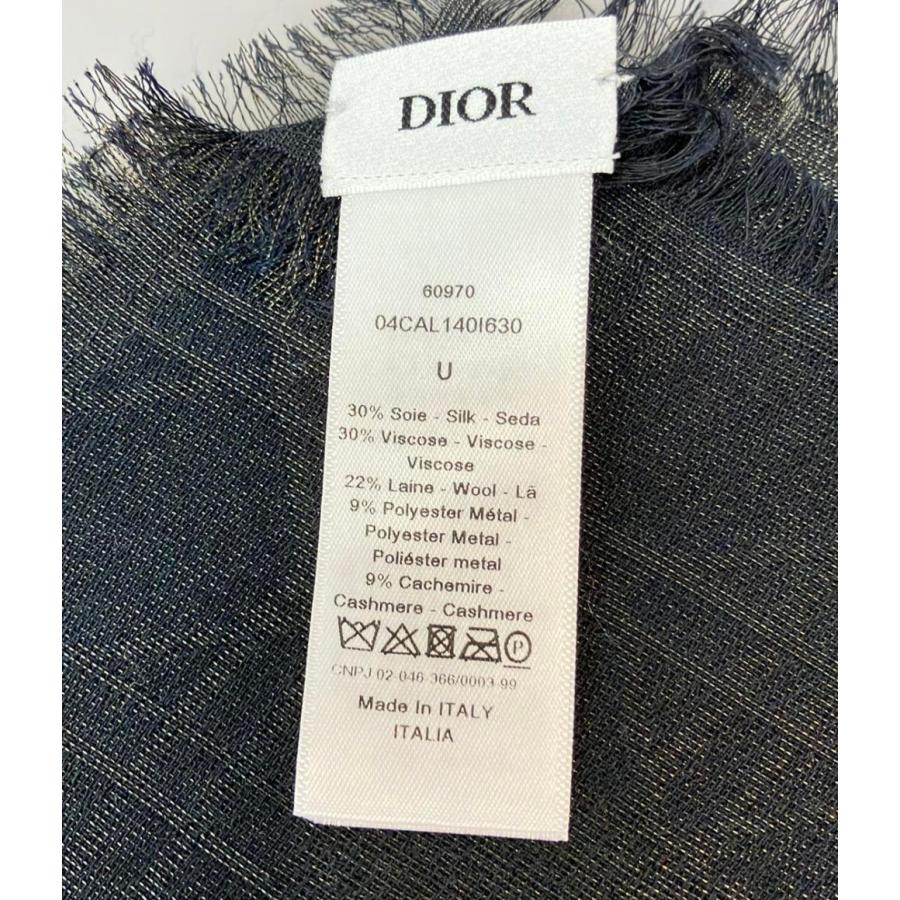 DIOR
60970
04CAL140I630
U
30% Soie - Silk - Seda
30% Viscose - Viscose -
Viscose
22% Laine - Wool - Lã
9% Polyester Métal -
Polyester Metal -
Poliéster metal
9% Cachemire -
Cashmere - Cashmere
P
CNPJ 02-046-366/0003-99
Made In ITALY
ITALIA